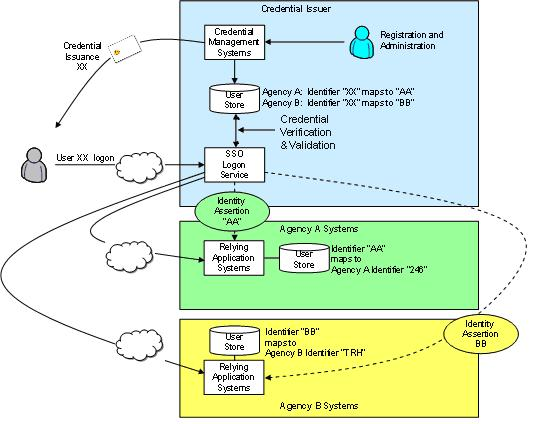 Credential Issuer
Credential
Issuance
XX
Credential
Management
Systems
Registration and
Administration
User
Store
Agency A: Identifier "XX" maps to "AA"
Agency B: Identifier "XX" maps to "BB"
Credential
Verification
& Validation
User XX logon
SSO
Logon
Service
Identity
Assertion
"AA"
Agency A Systems
Relying
Application
Systems
User
Store
Identifier "AA"
maps to
Agency A Identifier "246"
Identity
Assertion
BB
User
Store
Identifier "BB"
maps to
Agency B Identifier "TRH"
Relying
Application
Systems
Agency B Systems